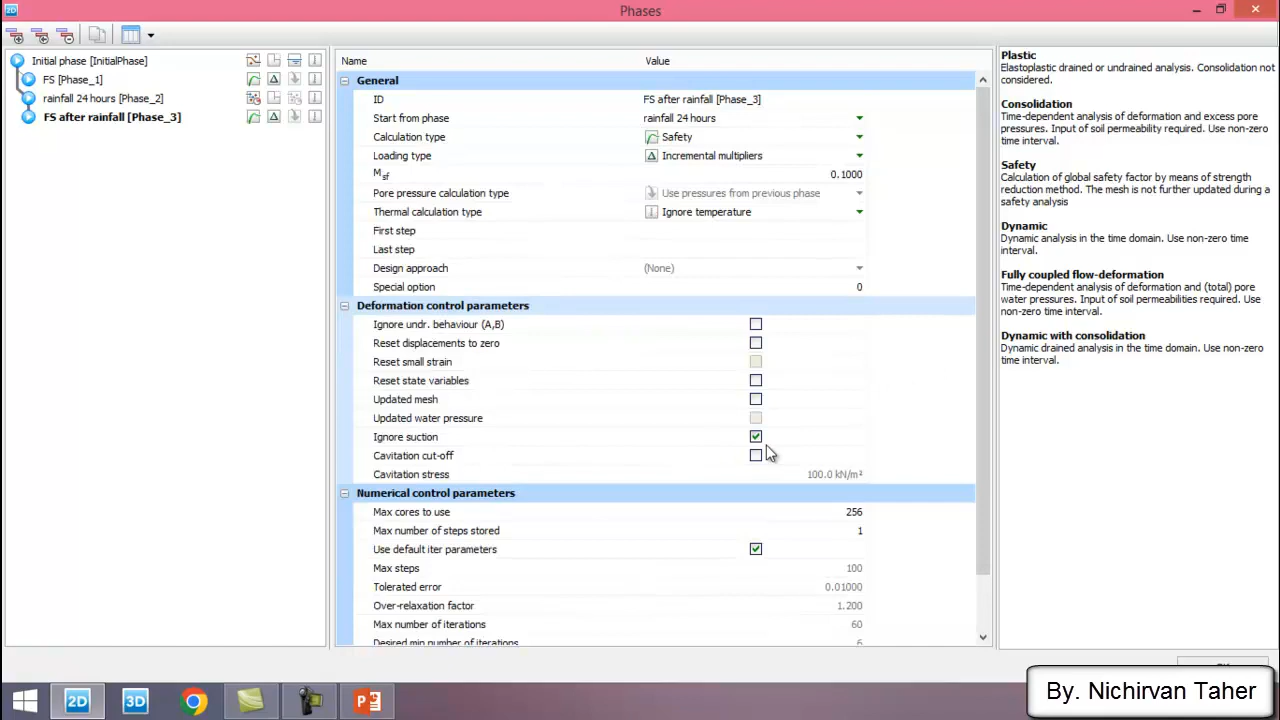 2D
Phases
Initial phase [InitialPhase]
FS [Phase_1]
rainfall 24 hours [Phase_2]
FS after rainfall [Phase_3]
Name Value
General
ID FS after rainfall [Phase_3]
Start from phase rainfall 24 hours
Calculation type Safety
Loading type Incremental multipliers
Msf 0.1000
Pore pressure calculation type Use pressures from previous phase
Thermal calculation type Ignore temperature
First step
Last step
Design approach (None)
Special option 0
Deformation control parameters
Ignore undr. behaviour (A,B)
Reset displacements to zero
Reset small strain
Reset state variables
Updated mesh
Updated water pressure
Ignore suction
Cavitation cut-off
Cavitation stress 100.0 kN/m²
Numerical control parameters
Max cores to use 256
Max number of steps stored 1
Use default iter parameters
Max steps 100
Tolerated error 0.01000
Over-relaxation factor 1.200
Max number of iterations 60
Desired min number of iterations 6
Plastic
Elastoplastic drained or undrained analysis. Consolidation not
considered.
Consolidation
Time-dependent analysis of deformation and excess pore
pressures. Input of soil permeability required. Use non-zero
time interval.
Safety
Calculation of global safety factor by means of strength
reduction method. The mesh is not further updated during a
safety analysis
Dynamic
Dynamic analysis in the time domain. Use non-zero time
interval.
Fully coupled flow-deformation
Time-dependent analysis of deformation and (total) pore
water pressures. Input of soil permeabilities required. Use
non-zero time interval.
Dynamic with consolidation
Dynamic drained analysis in the time domain. Use non-zero
time interval.
2D 3D
By. Nichirvan Taher